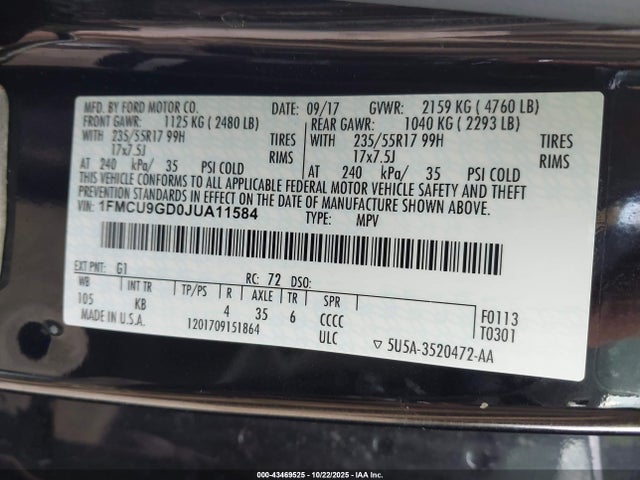 MFD. BY FORD MOTOR CO. DATE: 09/17 GVWR: 2159 KG ( 4760 LB)
FRONT GAWR: 1125 KG ( 2480 LB) REAR GAWR: 1040 KG ( 2293 LB)
WITH 235/55R17 99H TIRES WITH 235/55R17 99H TIRES
17x7.5J RIMS 17x7.5J RIMS
AT 240 kPa/ 35 PSI COLD AT 240 kPa/ 35 PSI COLD
THIS VEHICLE CONFORMS TO ALL APPLICABLE FEDERAL MOTOR VEHICLE SAFETY AND THEFT
PREVENTION STANDARDS IN EFFECT ON THE DATE OF MANUFACTURE SHOWN ABOVE.
VIN: 1FMCU9GD0JUA11584 TYPE: MPV
EXT PNT: G1 RC: 72 DSO:
WB INT TR TP/PS R AXLE TR SPR
105 KB 4 35 6 CCCC F0113
MADE IN U.S.A. 1201709151864 ULC T0301
▽ 5U5A-3520472-AA
000-43469525 - 10/22/2025 - IAA Inc.